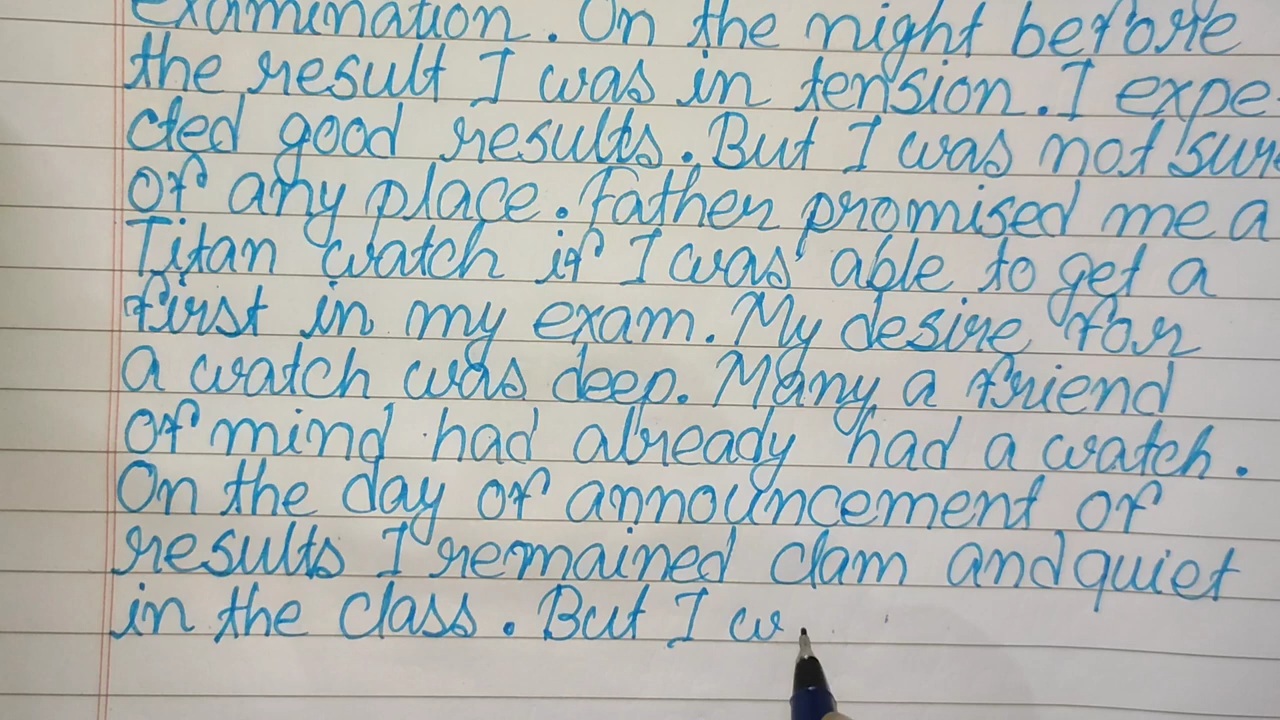 examination. On the night before
the result I was in tension. I expe-
cted good results. But I was not sure
of any place. Father promised me a
Titan watch if I was able to get a
first in my exam. My desire for
a watch was deep. Many a friend
of mind had already had a watch.
On the day of announcement of
results I remained clam and quiet
in the class. But I w